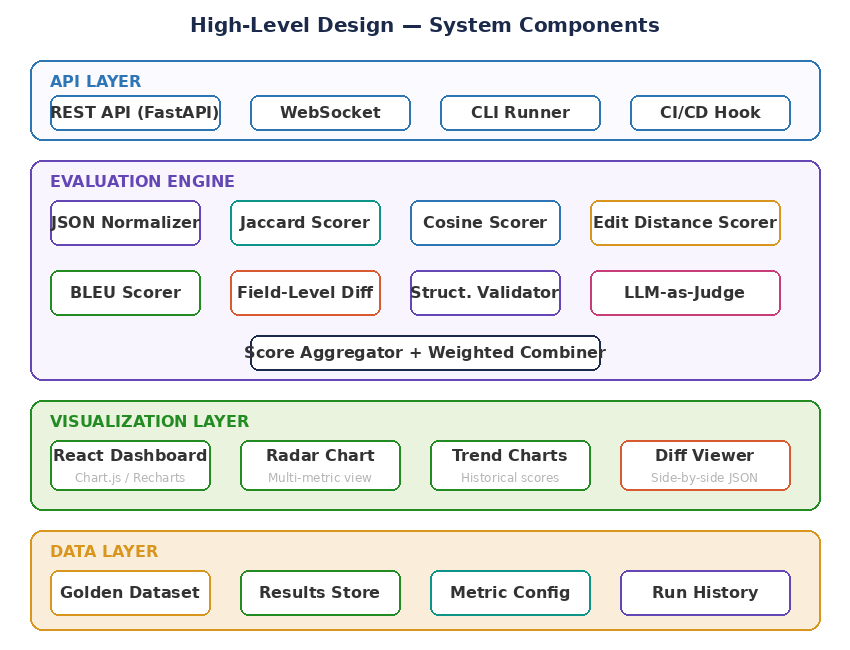 High-Level Design — System Components
API LAYER
REST API (FastAPI)
WebSocket
CLI Runner
CI/CD Hook
EVALUATION ENGINE
JSON Normalizer
Jaccard Scorer
Cosine Scorer
Edit Distance Scorer
BLEU Scorer
Field-Level Diff
Struct. Validator
LLM-as-Judge
Score Aggregator + Weighted Combiner
VISUALIZATION LAYER
React Dashboard
Chart.js / Recharts
Radar Chart
Multi-metric view
Trend Charts
Historical scores
Diff Viewer
Side-by-side JSON
DATA LAYER
Golden Dataset
Results Store
Metric Config
Run History